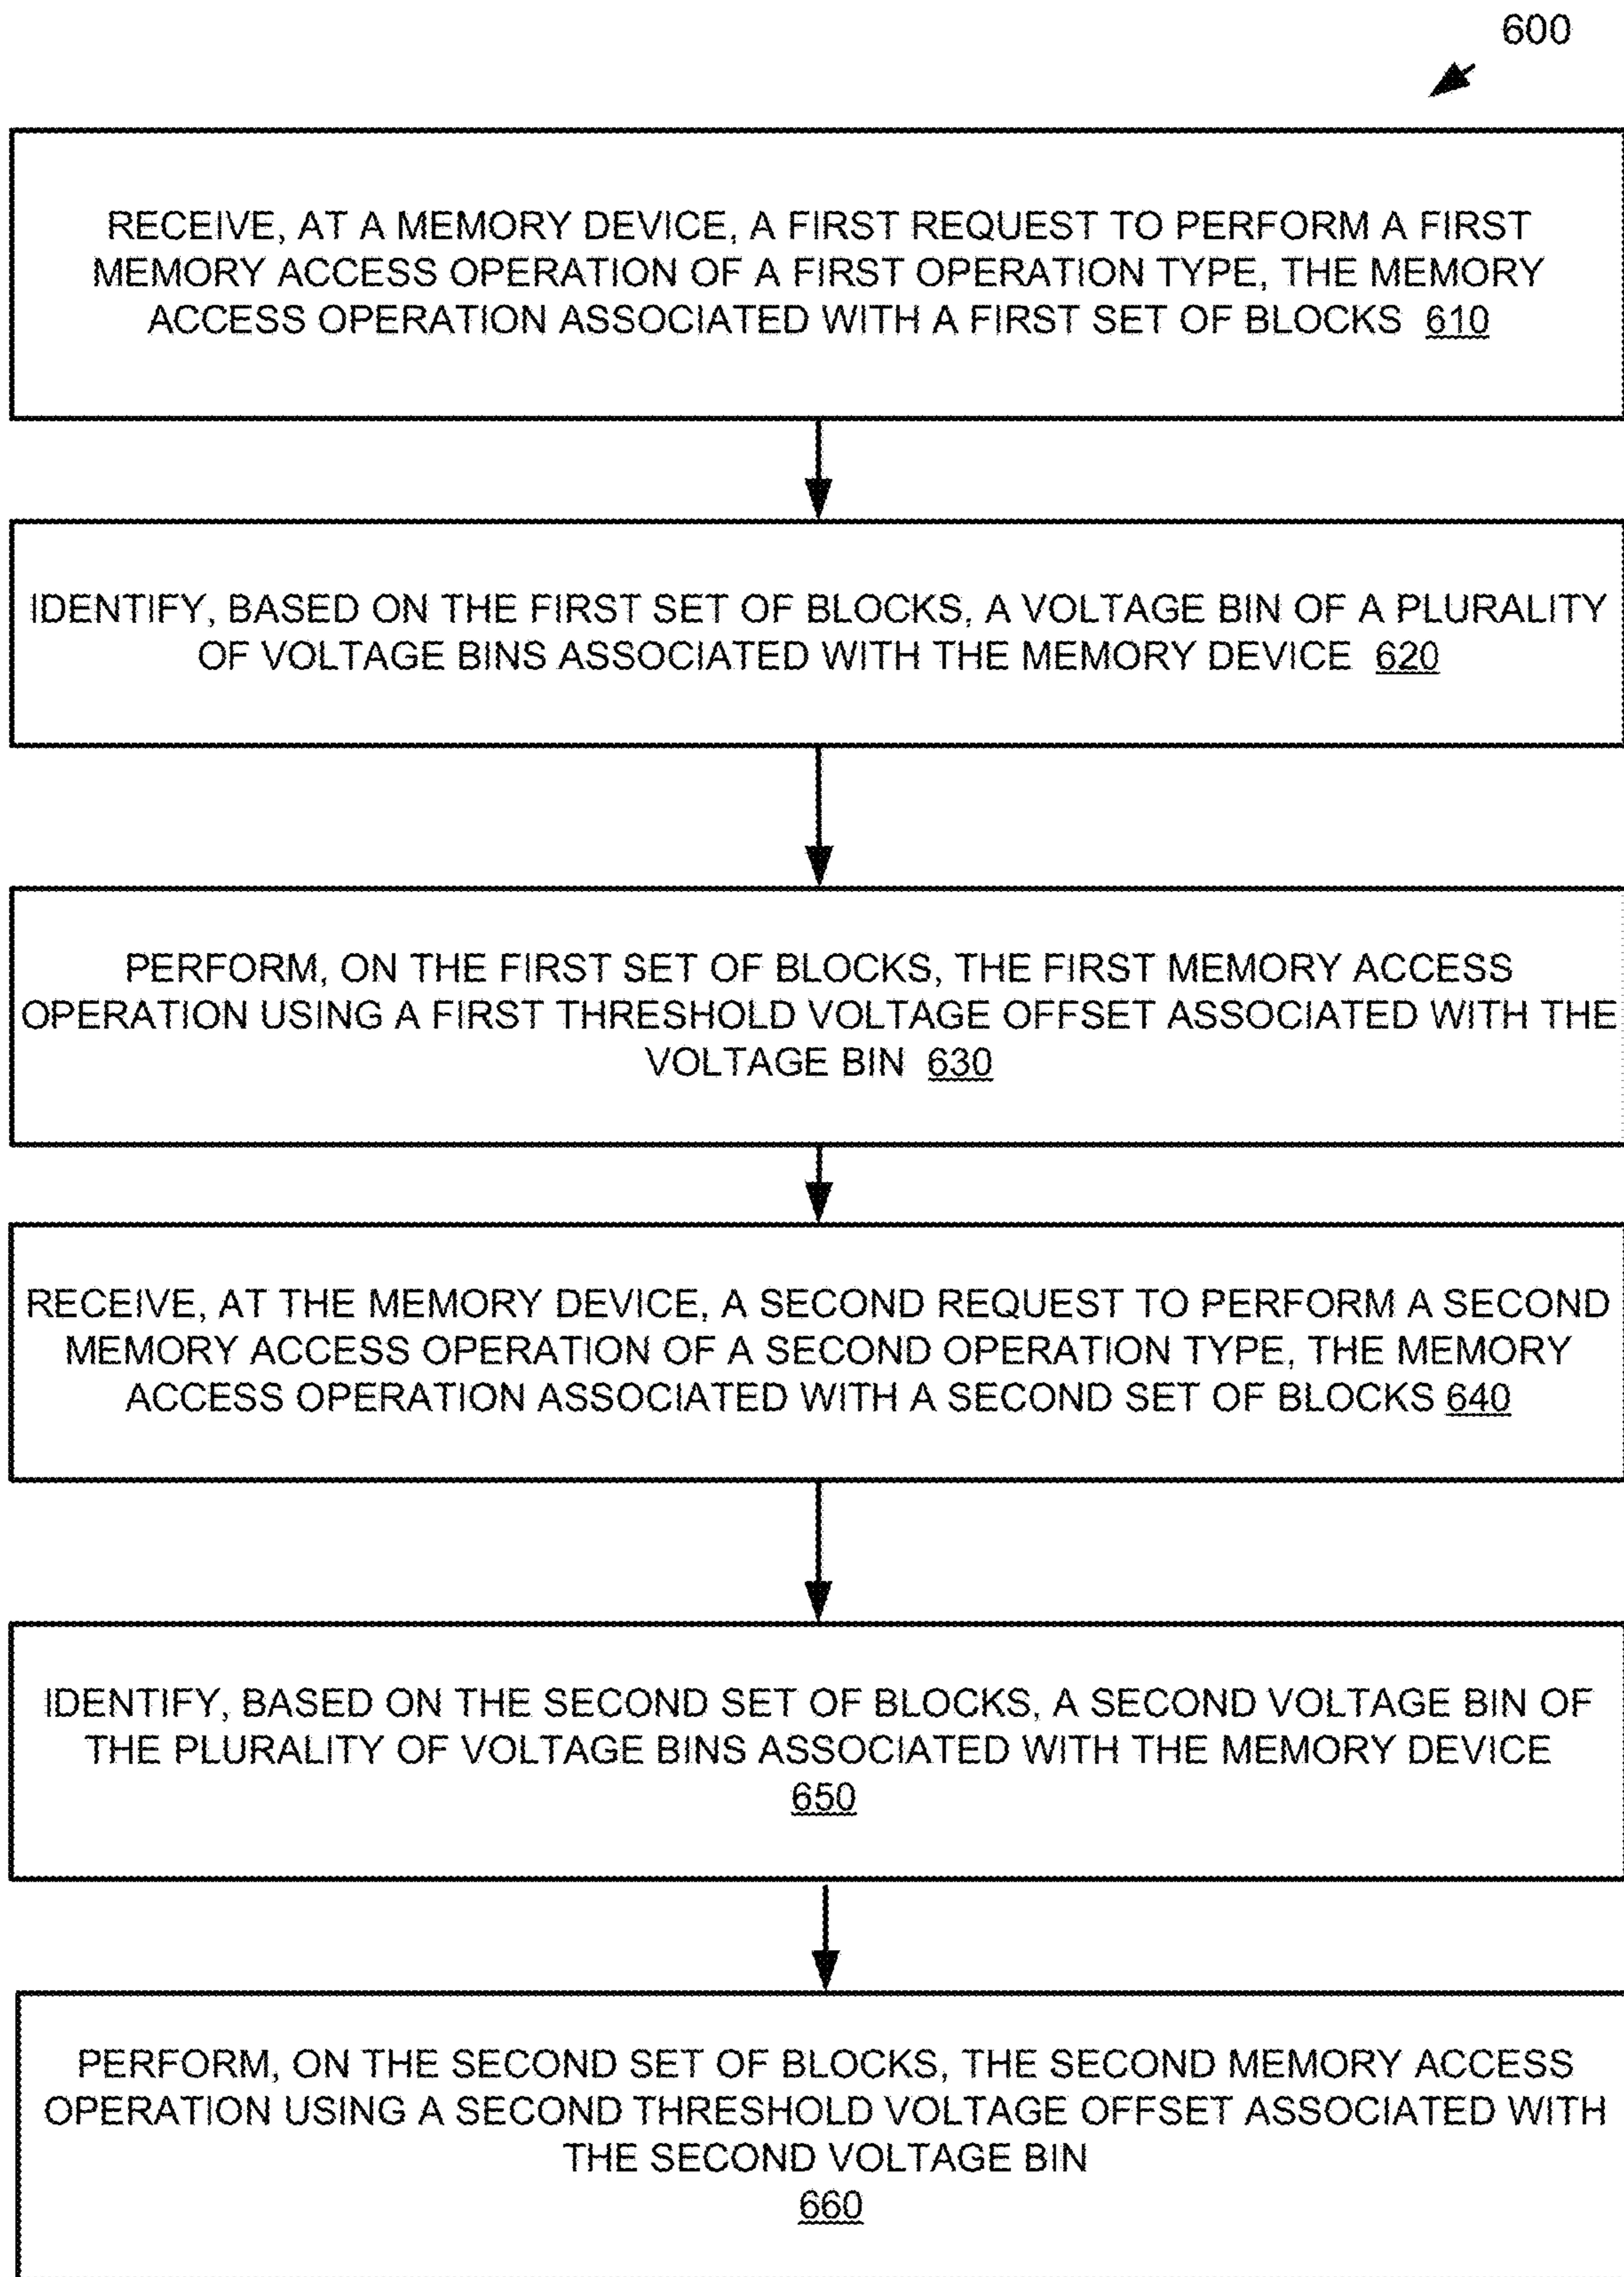 600
RECEIVE, AT A MEMORY DEVICE, A FIRST REQUEST TO PERFORM A FIRST
MEMORY ACCESS OPERATION OF A FIRST OPERATION TYPE, THE MEMORY
ACCESS OPERATION ASSOCIATED WITH A FIRST SET OF BLOCKS 610
IDENTIFY, BASED ON THE FIRST SET OF BLOCKS, A VOLTAGE BIN OF A PLURALITY
OF VOLTAGE BINS ASSOCIATED WITH THE MEMORY DEVICE 620
PERFORM, ON THE FIRST SET OF BLOCKS, THE FIRST MEMORY ACCESS
OPERATION USING A FIRST THRESHOLD VOLTAGE OFFSET ASSOCIATED WITH THE
VOLTAGE BIN 630
RECEIVE, AT THE MEMORY DEVICE, A SECOND REQUEST TO PERFORM A SECOND
MEMORY ACCESS OPERATION OF A SECOND OPERATION TYPE, THE MEMORY
ACCESS OPERATION ASSOCIATED WITH A SECOND SET OF BLOCKS 640
IDENTIFY, BASED ON THE SECOND SET OF BLOCKS, A SECOND VOLTAGE BIN OF
THE PLURALITY OF VOLTAGE BINS ASSOCIATED WITH THE MEMORY DEVICE
650
PERFORM, ON THE SECOND SET OF BLOCKS, THE SECOND MEMORY ACCESS
OPERATION USING A SECOND THRESHOLD VOLTAGE OFFSET ASSOCIATED WITH
THE SECOND VOLTAGE BIN
660